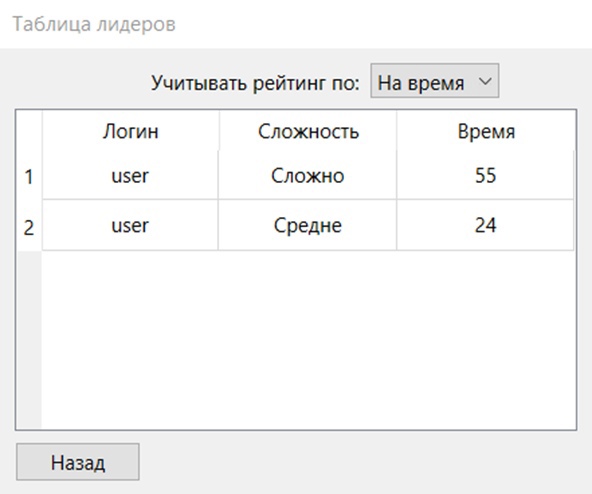 Таблица лидеров
Учитывать рейтинг по: На время
Логин Сложность Время
1 user Сложно 55
2 user Средне 24
Назад